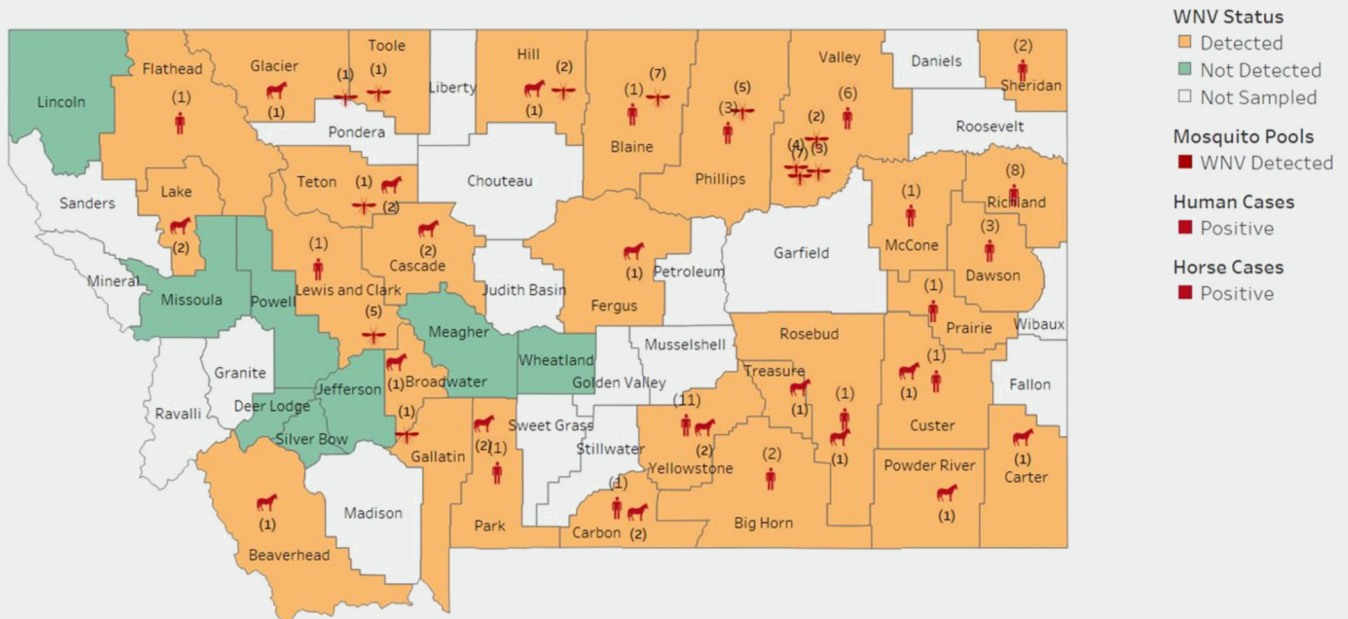 WNV Status
Detected
Not Detected
Not Sampled
Mosquito Pools
WNV Detected
Human Cases
Positive
Horse Cases
Positive
Lincoln
Flathead
(1)
Glacier
(1)
(1)
Toole
(1)
Liberty
Hill
(2)
(1)
Blaine
(1)
(7)
Phillips
(3)
(5)
Valley
(6)
(2)
(4)
(3)
(7)
Daniels
(2)
Sheridan
Roosevelt
Pondera
Sanders
Lake
(2)
Teton
(1)
(2)
Chouteau
(1)
McCone
(8)
Richland
(3)
Dawson
Garfield
Mineral
Missoula
Powell
(1)
Lewis and Clark
(5)
(2)
Cascade
Judith Basin
(1)
Fergus
Petroleum
(1)
Prairie
Wibaux
Meagher
Wheatland
Golden Valley
Musselshell
Rosebud
Treasure
(1)
(1)
(1)
(1)
(1)
Custer
Fallon
Granite
Ravalli
Deer Lodge
Silver Bow
Jefferson
(1)
Broadwater
(1)
Gallatin
(2)
(1)
Park
Sweet Grass
Stillwater
(11)
(2)
Yellowstone
(1)
(2)
Carbon
(2)
Big Horn
Powder River
(1)
(1)
Carter
(1)
Beaverhead
Madison